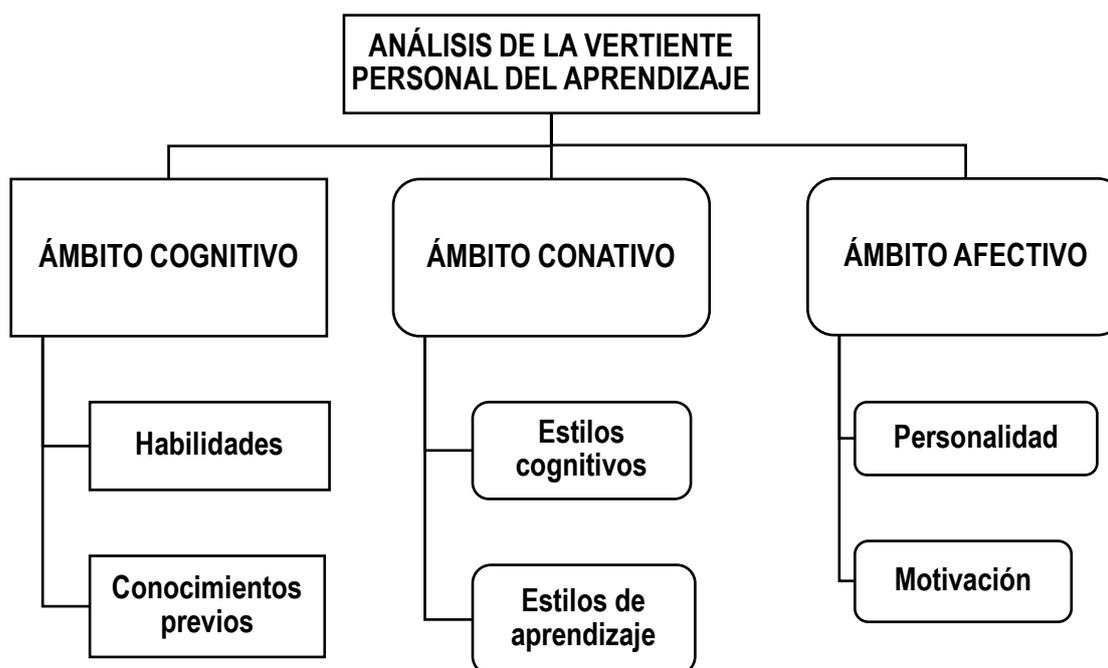 ANÁLISIS DE LA VERTIENTE
PERSONAL DEL APRENDIZAJE
ÁMBITO COGNITIVO
ÁMBITO CONATIVO
ÁMBITO AFECTIVO
Habilidades
Estilos
cognitivos
Personalidad
Conocimientos
previos
Estilos de
aprendizaje
Motivación